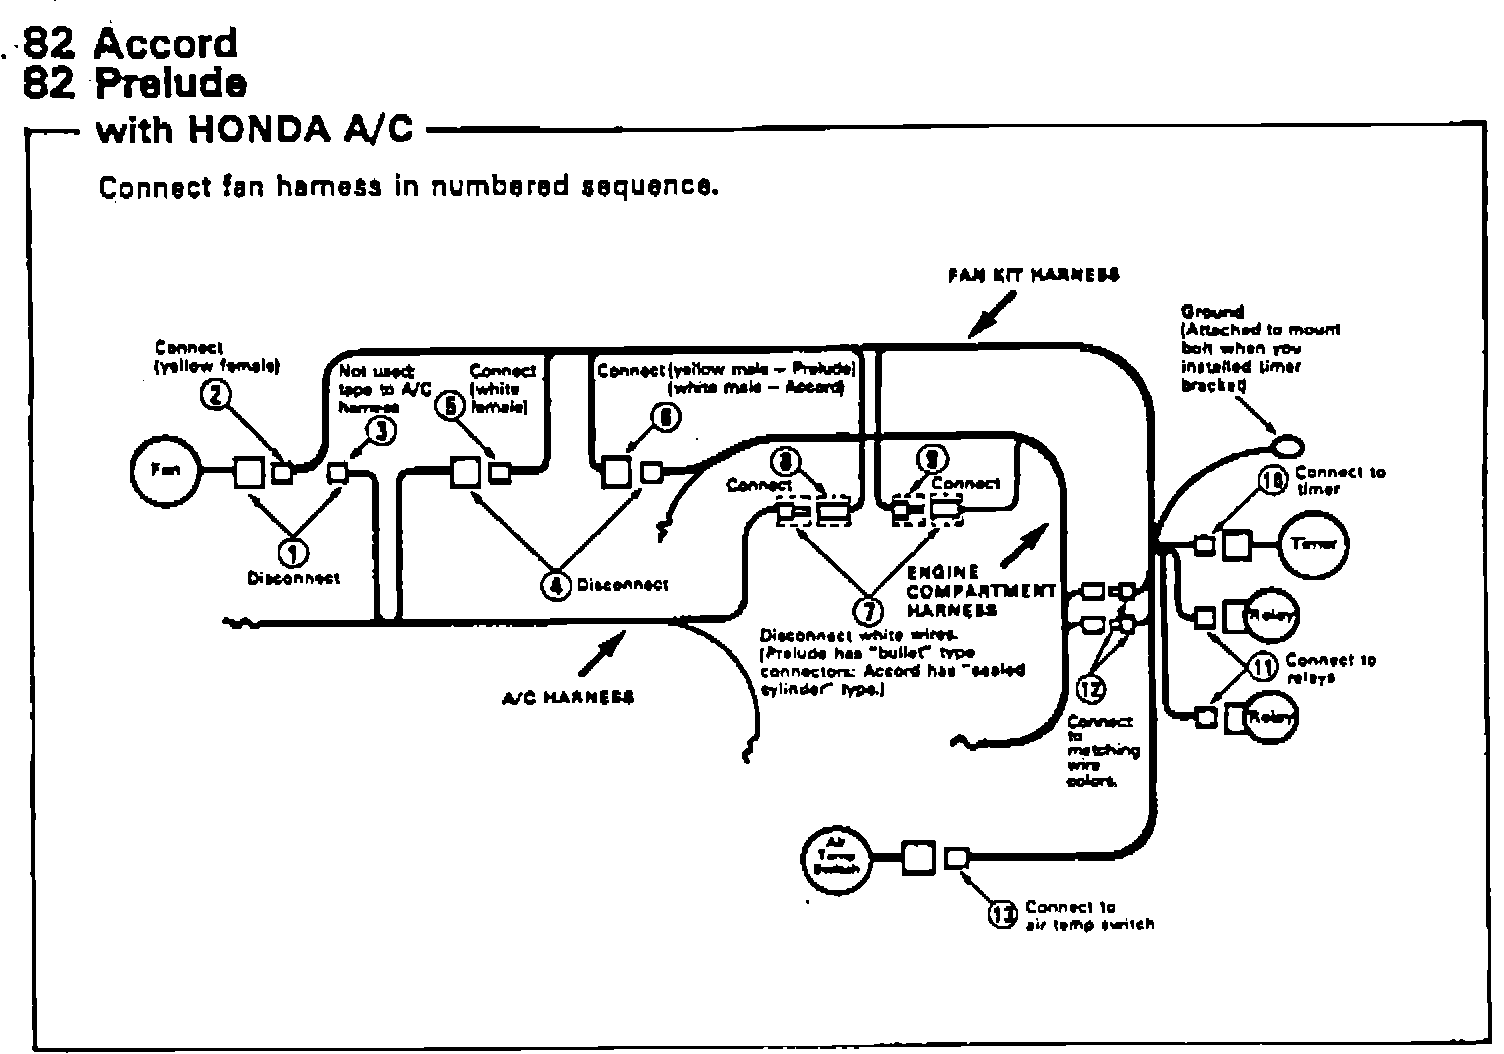 82 Accord
82 Prelude
with HONDA A/C
Connect fan harness in numbered sequence.
FAN KIT HARNESS
Ground
(Attached to mount
bolt when you
installed timer
bracket)
Connect
(yellow female)
2
Not used;
tape to A/C
harness
3
Connect
(white
female)
5
Connect (yellow male – Prelude)
(white male – Accord)
6
Fan
8
Connect
9
Connect
10
Connect to
timer
Timer
1
Disconnect
4
Disconnect
7
Disconnect white wires.
(Prelude has "bullet" type
connectors; Accord has "sealed
cylinder" type.)
ENGINE
COMPARTMENT
HARNESS
Relay
11
Connect to
relays
Relay
A/C HARNESS
12
Connect
to
matching
wire
colors.
Air
Temp
Switch
13
Connect to
air temp switch